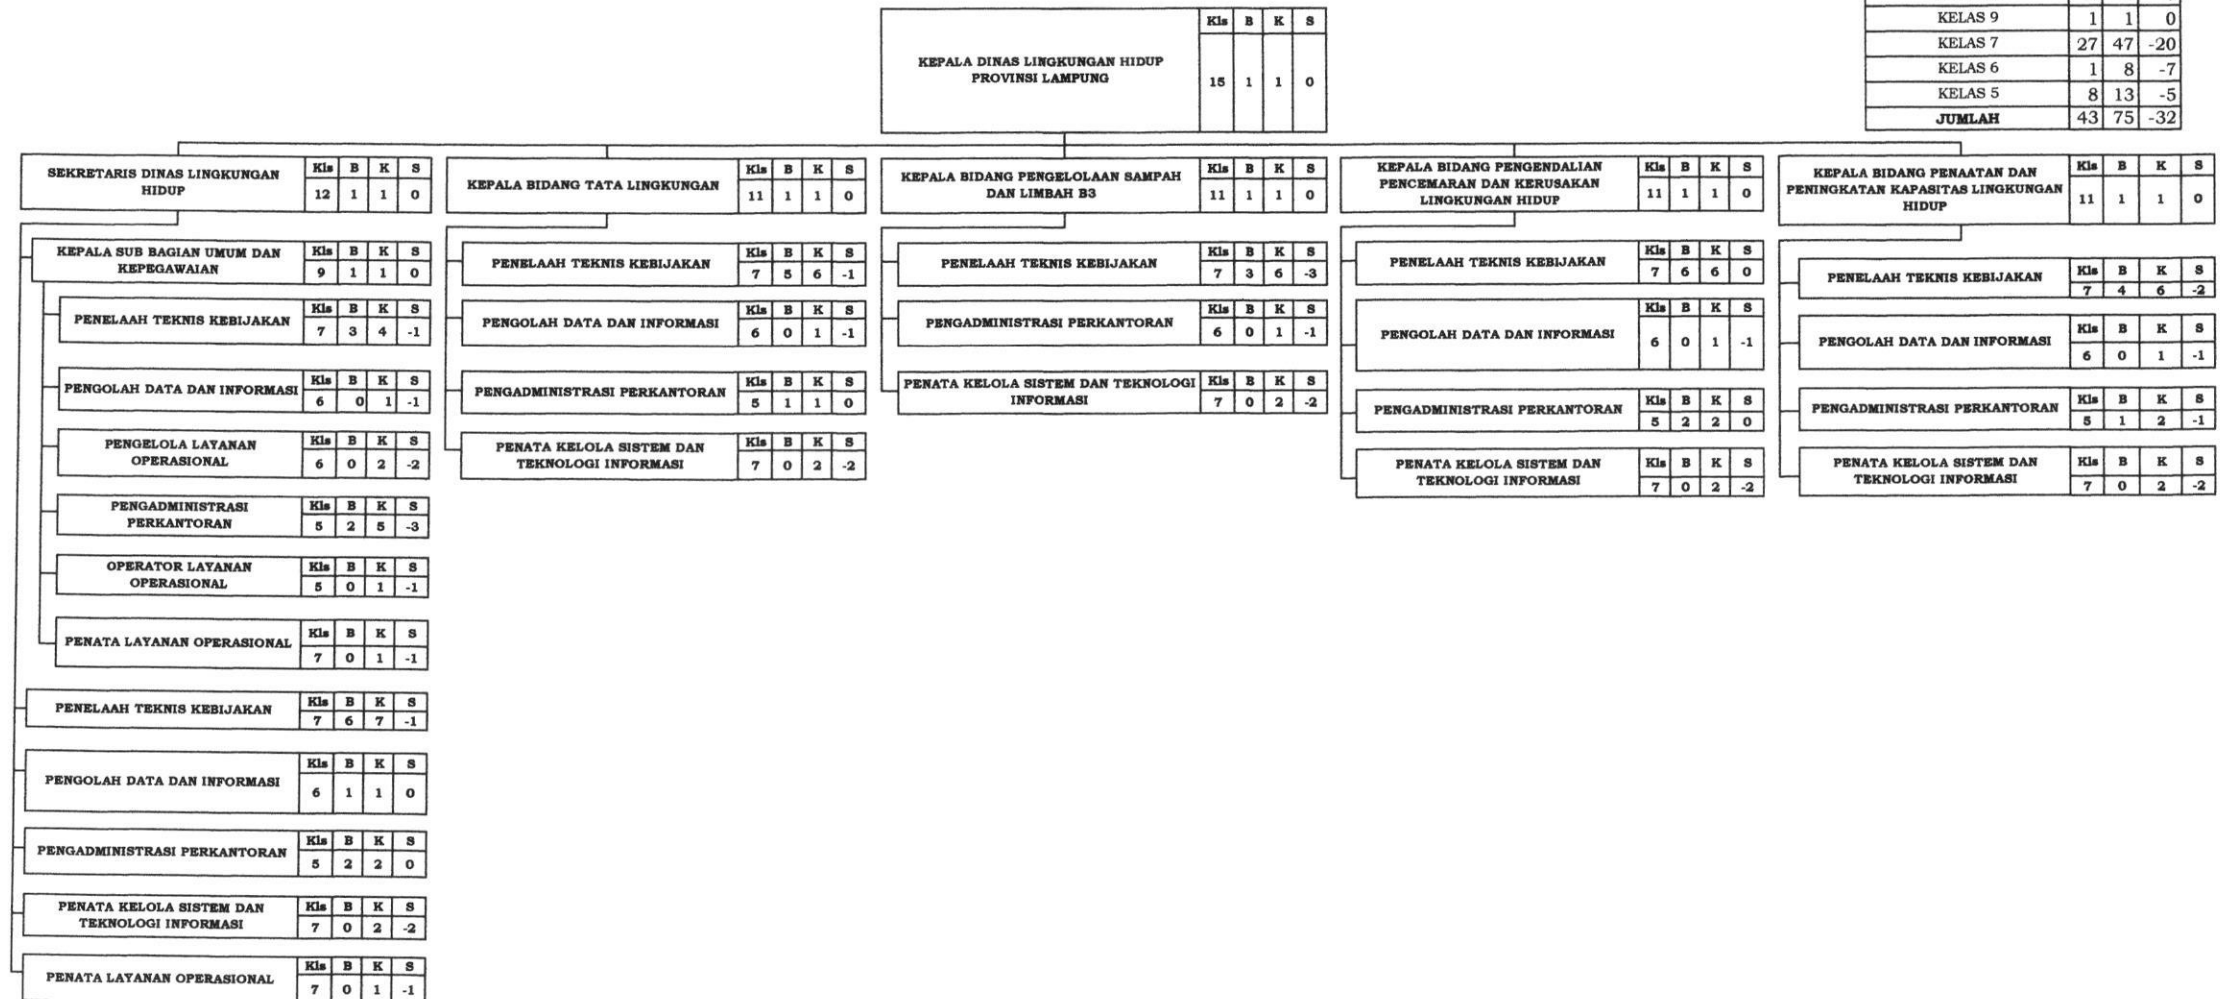 KELAS 9 1 1 0
KELAS 7 27 47 -20
KELAS 6 1 8 -7
KELAS 5 8 13 -5
JUMLAH 43 75 -32
KEPALA DINAS LINGKUNGAN HIDUP
PROVINSI LAMPUNG
Kls B K S
15 1 1 0
SEKRETARIS DINAS LINGKUNGAN
HIDUP
Kls B K S
12 1 1 0
KEPALA SUB BAGIAN UMUM DAN
KEPEGAWAIAN
Kls B K S
9 1 1 0
PENELAAH TEKNIS KEBIJAKAN
Kls B K S
7 3 4 -1
PENGOLAH DATA DAN INFORMASI
Kls B K S
6 0 1 -1
PENGELOLA LAYANAN
OPERASIONAL
Kls B K S
6 0 2 -2
PENGADMINISTRASI
PERKANTORAN
Kls B K S
5 2 5 -3
OPERATOR LAYANAN
OPERASIONAL
Kls B K S
5 0 1 -1
PENATA LAYANAN OPERASIONAL
Kls B K S
7 0 1 -1
PENELAAH TEKNIS KEBIJAKAN
Kls B K S
7 6 7 -1
PENGOLAH DATA DAN INFORMASI
Kls B K S
6 1 1 0
PENGADMINISTRASI PERKANTORAN
Kls B K S
5 2 2 0
PENATA KELOLA SISTEM DAN
TEKNOLOGI INFORMASI
Kls B K S
7 0 2 -2
PENATA LAYANAN OPERASIONAL
Kls B K S
7 0 1 -1
KEPALA BIDANG TATA LINGKUNGAN
Kls B K S
11 1 1 0
PENELAAH TEKNIS KEBIJAKAN
Kls B K S
7 5 6 -1
PENGOLAH DATA DAN INFORMASI
Kls B K S
6 0 1 -1
PENGADMINISTRASI PERKANTORAN
Kls B K S
5 1 1 0
PENATA KELOLA SISTEM DAN
TEKNOLOGI INFORMASI
Kls B K S
7 0 2 -2
KEPALA BIDANG PENGELOLAAN SAMPAH
DAN LIMBAH B3
Kls B K S
11 1 1 0
PENELAAH TEKNIS KEBIJAKAN
Kls B K S
7 3 6 -3
PENGADMINISTRASI PERKANTORAN
Kls B K S
6 0 1 -1
PENATA KELOLA SISTEM DAN TEKNOLOGI
INFORMASI
Kls B K S
7 0 2 -2
KEPALA BIDANG PENGENDALIAN
PENCEMARAN DAN KERUSAKAN
LINGKUNGAN HIDUP
Kls B K S
11 1 1 0
PENELAAH TEKNIS KEBIJAKAN
Kls B K S
7 6 6 0
PENGOLAH DATA DAN INFORMASI
Kls B K S
6 0 1 -1
PENGADMINISTRASI PERKANTORAN
Kls B K S
5 2 2 0
PENATA KELOLA SISTEM DAN
TEKNOLOGI INFORMASI
Kls B K S
7 0 2 -2
KEPALA BIDANG PENAATAN DAN
PENINGKATAN KAPASITAS LINGKUNGAN
HIDUP
Kls B K S
11 1 1 0
PENELAAH TEKNIS KEBIJAKAN
Kls B K S
7 4 6 -2
PENGOLAH DATA DAN INFORMASI
Kls B K S
6 0 1 -1
PENGADMINISTRASI PERKANTORAN
Kls B K S
5 1 2 -1
PENATA KELOLA SISTEM DAN
TEKNOLOGI INFORMASI
Kls B K S
7 0 2 -2